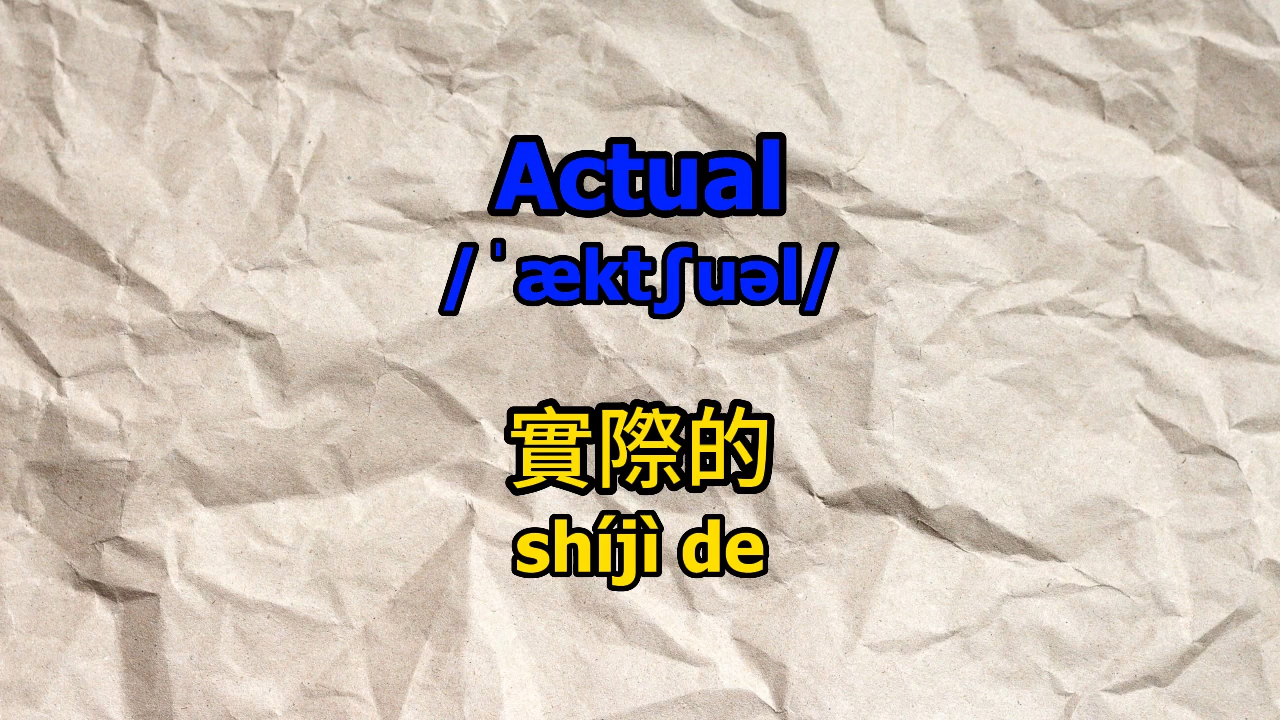 Actual
/ˈæktʃuəl/
實際的
shíjì de